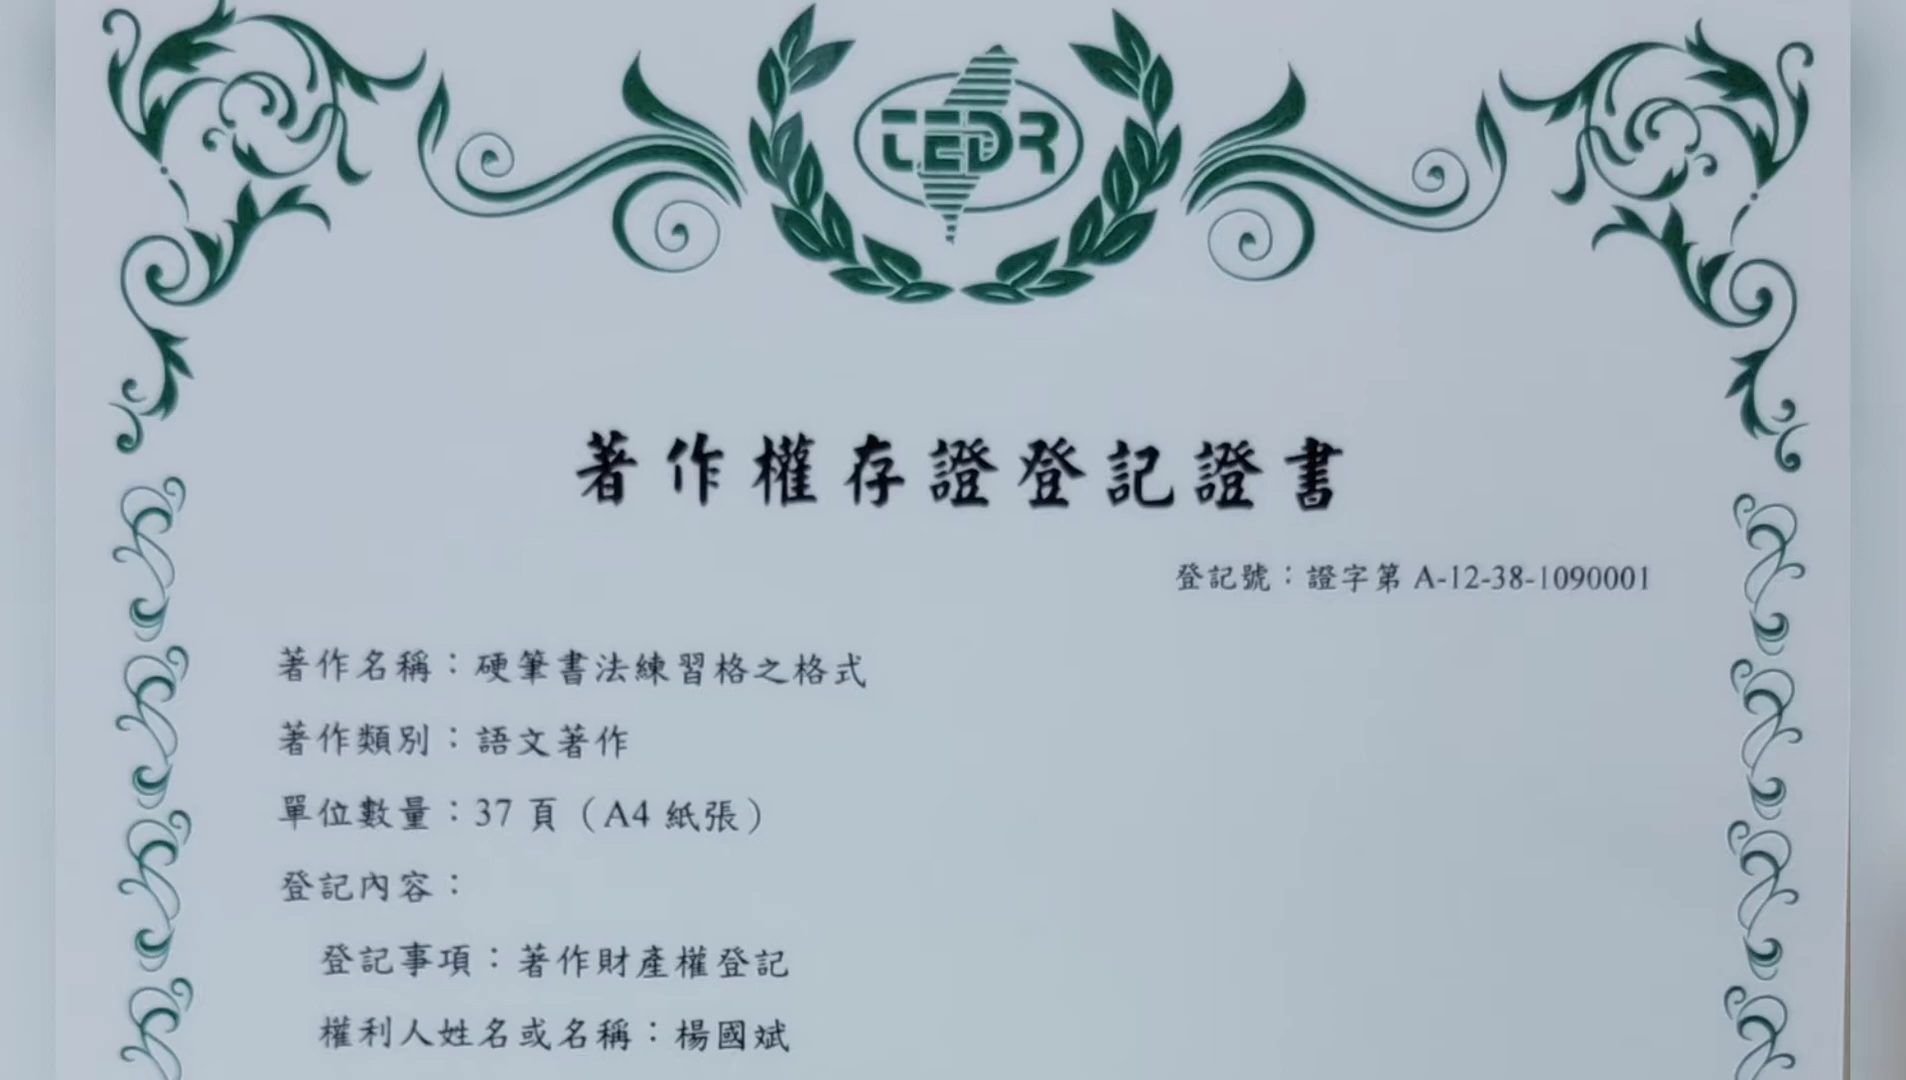 TEDR
著作權存證登記證書
登記號：證字第 A-12-38-1090001
著作名稱：硬筆書法練習格之格式
著作類別：語文著作
單位數量：37 頁（A4 紙張）
登記內容：
登記事項：著作財產權登記
權利人姓名或名稱：楊國斌